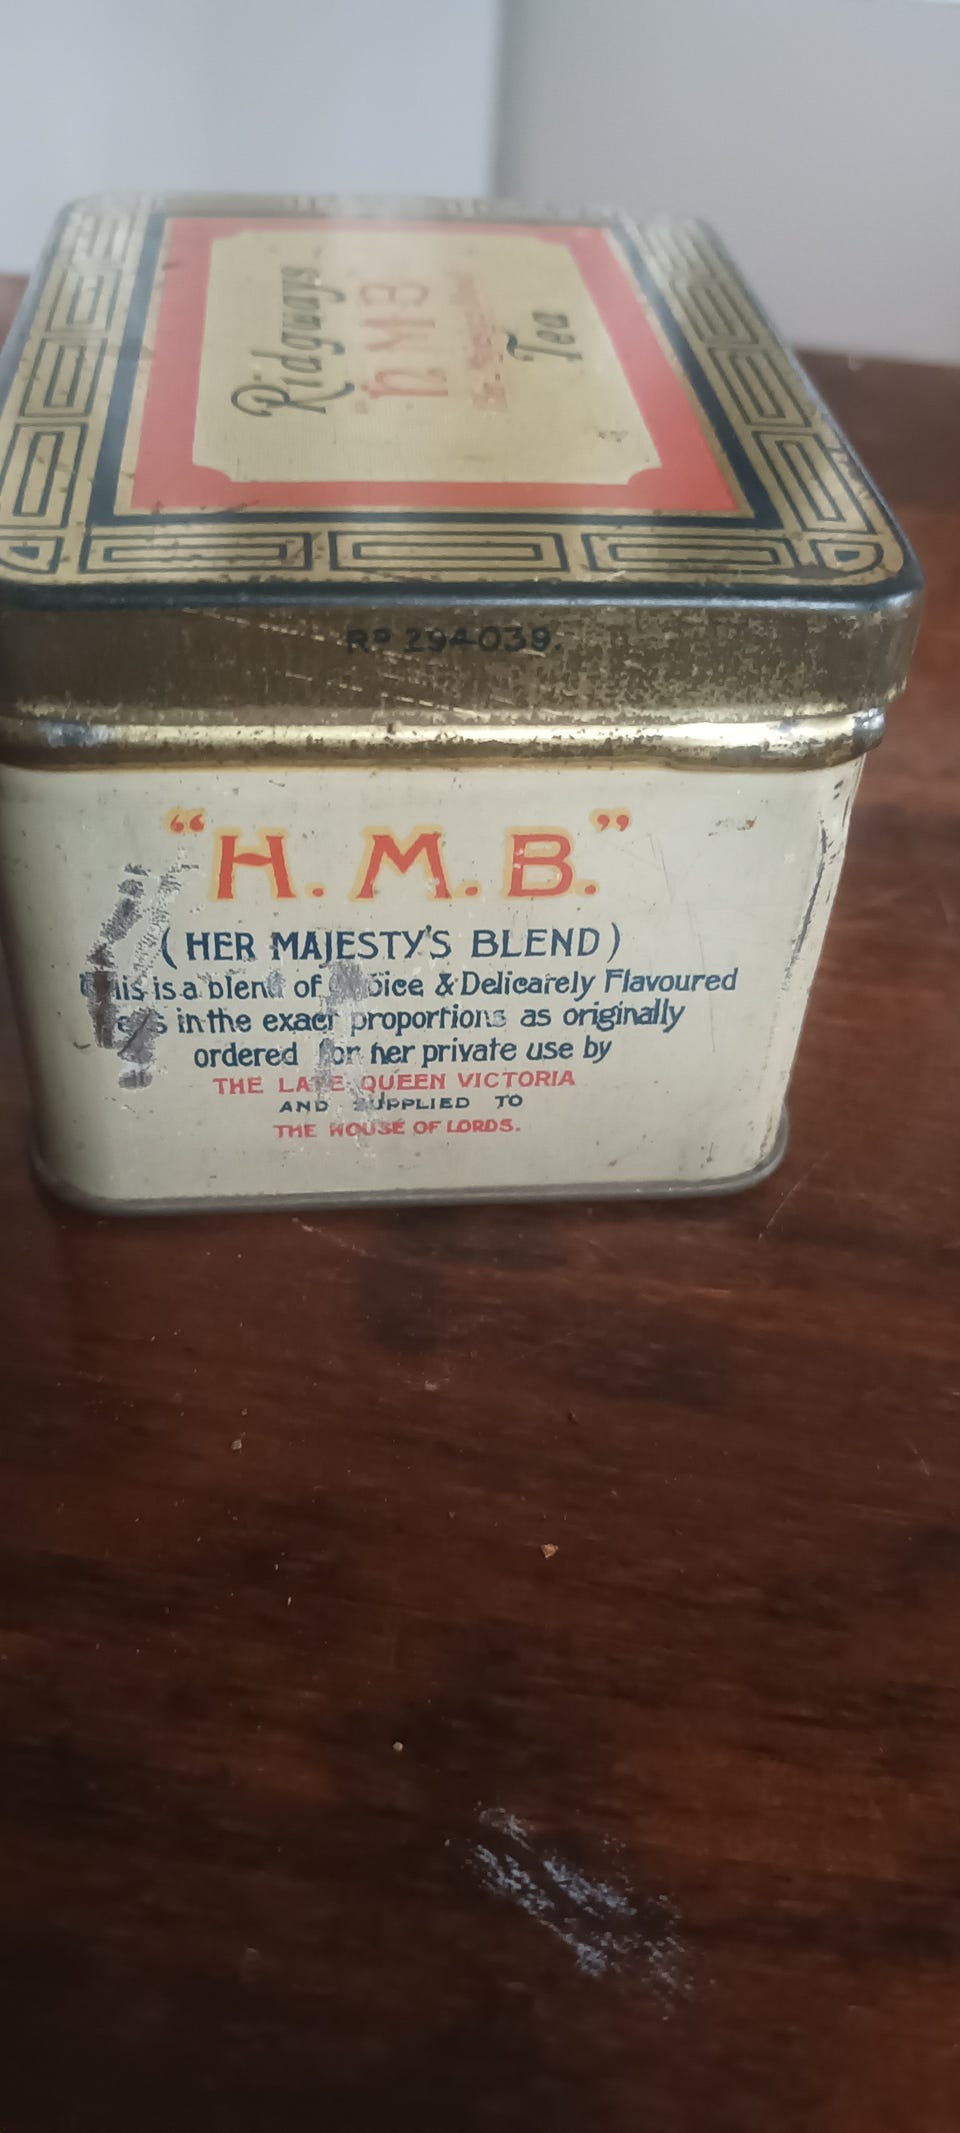 Ridgways
H M B
Tea
RD 294039.
"H. M. B."
(HER MAJESTY'S BLEND)
is is a blend of & Delicately Flavoured
in the exact proportions as originally
ordered for her private use by
THE LATE QUEEN VICTORIA
AND SUPPLIED TO
THE HOUSE OF LORDS.